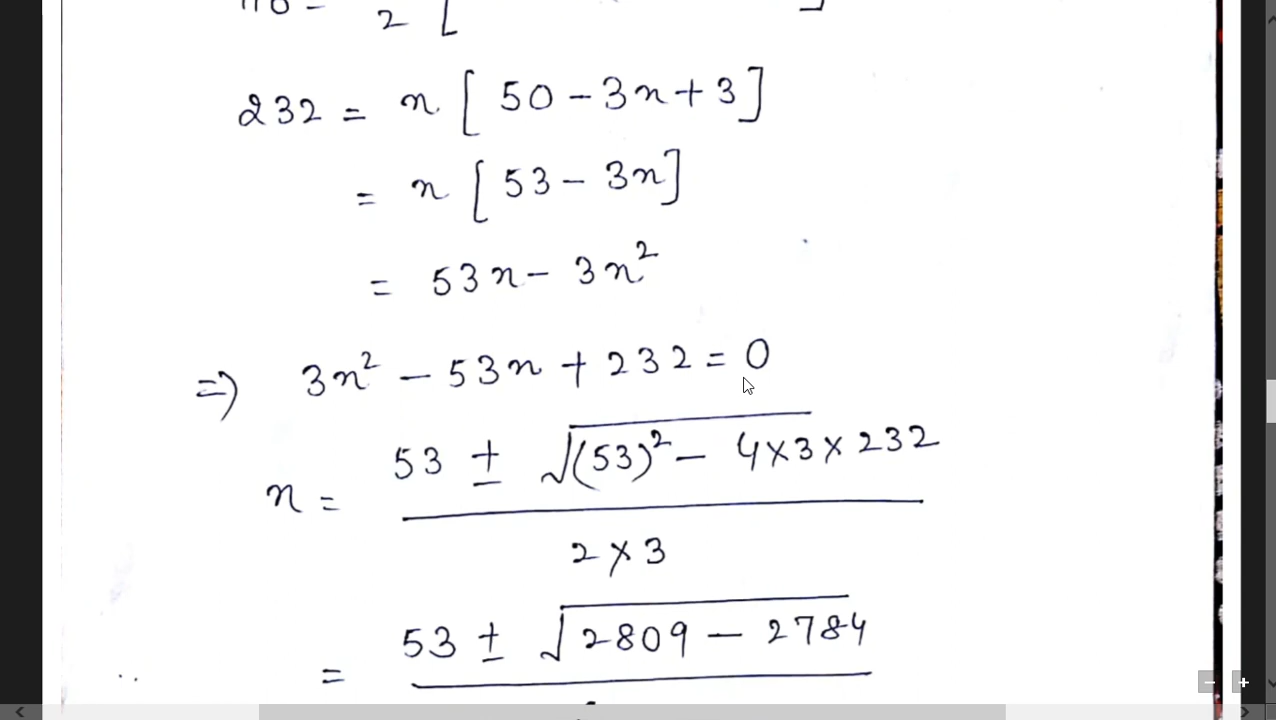 2 [ ]
232 = n [ 50 - 3n + 3 ]
= n [ 53 - 3n ]
= 53n - 3n²
=> 3n² - 53n + 232 = 0
n = 53 ± √(53)² - 4×3×232
2 × 3
= 53 ± √2809 - 2784